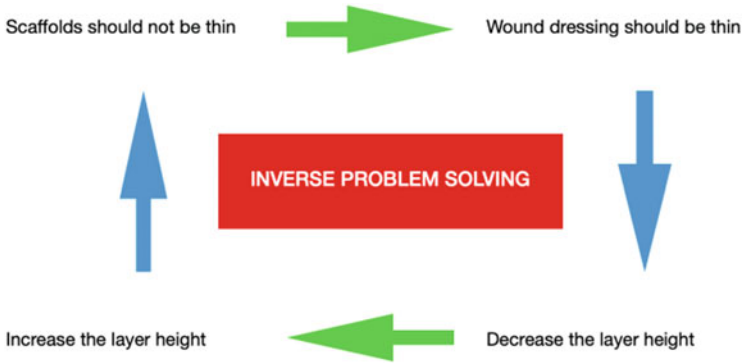 Scaffolds should not be thin
Wound dressing should be thin
INVERSE PROBLEM SOLVING
Increase the layer height
Decrease the layer height